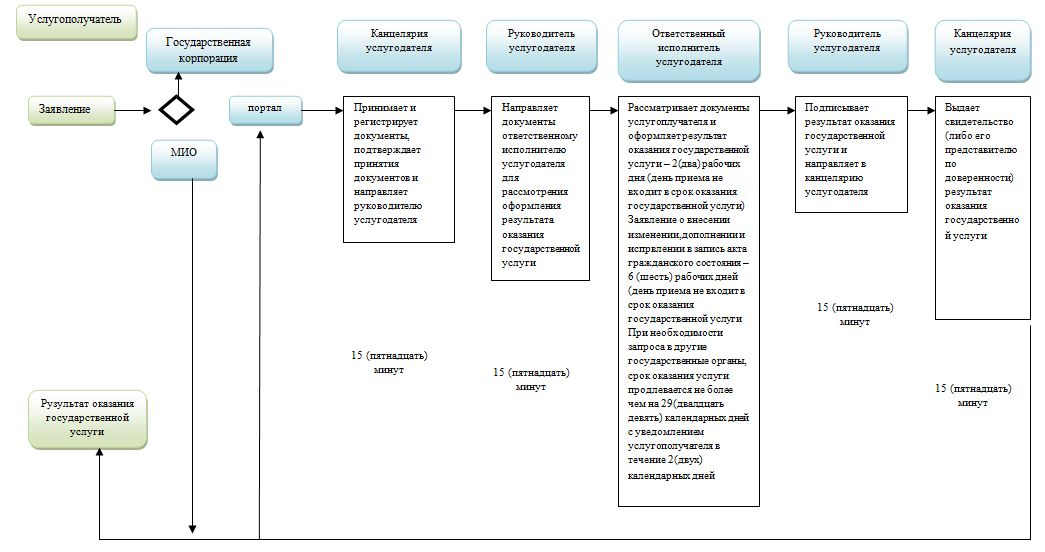 Услугополучатель
Государственная
корпорация
Канцелярия
услугодателя
Руководитель
услугодателя
Ответственный
исполнитель
услугодателя
Руководитель
услугодателя
Канцелярия
услугодателя
Заявление
МИО
портал
Принимает и
регистрирует
документы,
подтверждает
принятия
документов и
направляет
руководителю
услугодателя
Направляет
документы
ответственному
исполнителю
услугодателя
для
рассмотрения
оформления
результата
оказания
государственной
услуги
Рассматривает документы
услугоплучателя и
оформляет результат
оказания государственной
услуги – 2(два) рабочих
дня (день приема не
входит в срок оказания
государственной услуги)
Заявление о внесении
изменении, дополнении и
испрвлении в запись акта
гражданского состояния –
6 (шесть) рабочих дней
(день приема не входит в
срок оказания
государственной услуги
При необходимости
запроса в другие
государственные органы,
срок оказания услуги
продлевается не более
чем на 29(двалдцать
девять) календарных дней
с уведомлением
услугополучателя в
течение 2(двух)
календарных дней
Подписывает
результат оказания
государственной
услуги и
направляет в
канцелярию
услугодателя
Выдает
свидетельство
(либо его
представителю
по
доверенности)
результат
оказания
государственно
й услуги
15 (пятнадцать)
минут
15 (пятнадцать)
минут
15 (пятнадцать)
минут
15 (пятнадцать)
минут
Рузультат оказания
государственной
услуги